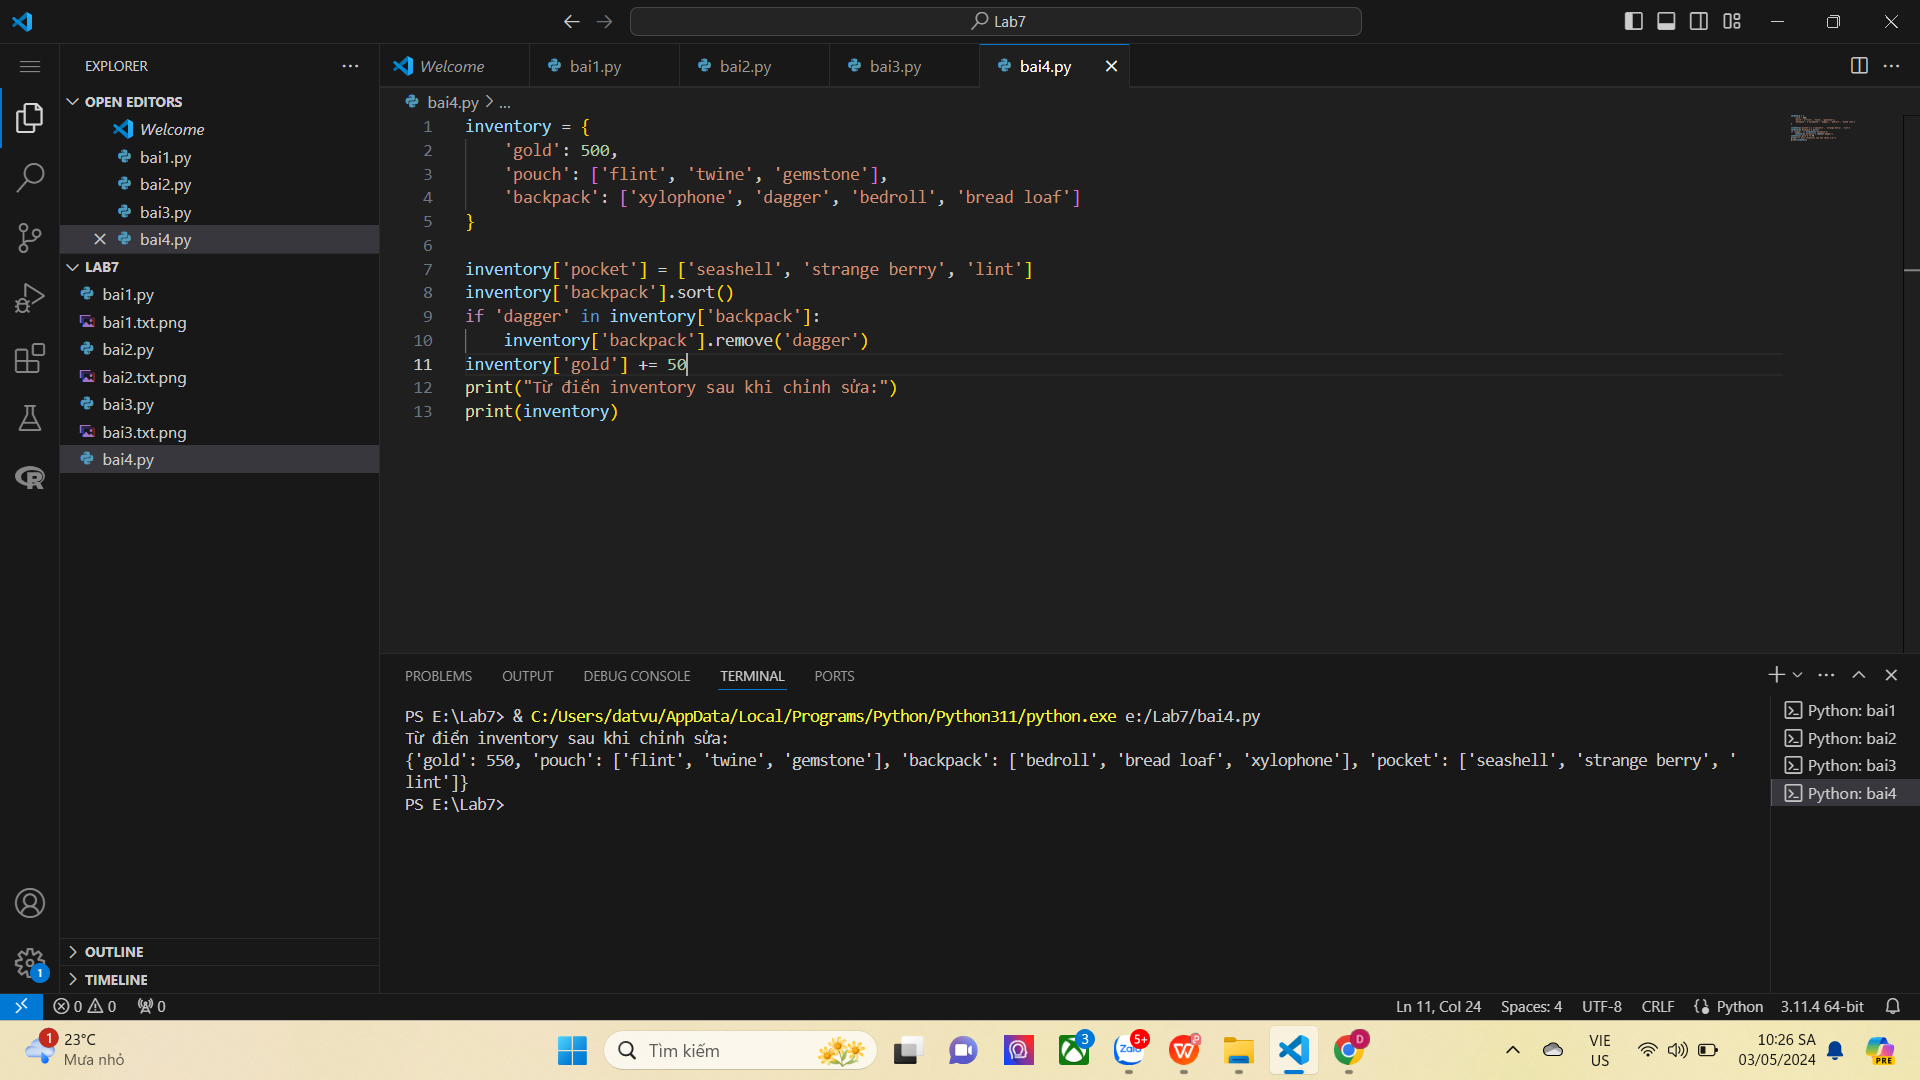 Lab7
EXPLORER
Welcome
bai1.py
bai2.py
bai3.py
bai4.py
OPEN EDITORS
Welcome
bai1.py
bai2.py
bai3.py
bai4.py
LAB7
bai1.py
bai1.txt.png
bai2.py
bai2.txt.png
bai3.py
bai3.txt.png
bai4.py
OUTLINE
TIMELINE
bai4.py > ...
1 inventory = {
2     'gold': 500,
3     'pouch': ['flint', 'twine', 'gemstone'],
4     'backpack': ['xylophone', 'dagger', 'bedroll', 'bread loaf']
5 }
6
7 inventory['pocket'] = ['seashell', 'strange berry', 'lint']
8 inventory['backpack'].sort()
9 if 'dagger' in inventory['backpack']:
10     inventory['backpack'].remove('dagger')
11 inventory['gold'] += 50
12 print("Từ điển inventory sau khi chỉnh sửa:")
13 print(inventory)
PROBLEMS OUTPUT DEBUG CONSOLE TERMINAL PORTS
PS E:\Lab7> & C:/Users/datvu/AppData/Local/Programs/Python/Python311/python.exe e:/Lab7/bai4.py
Từ điển inventory sau khi chỉnh sửa:
{'gold': 550, 'pouch': ['flint', 'twine', 'gemstone'], 'backpack': ['bedroll', 'bread loaf', 'xylophone'], 'pocket': ['seashell', 'strange berry', '
lint']}
PS E:\Lab7>
Python: bai1
Python: bai2
Python: bai3
Python: bai4
1
0 0 0
Ln 11, Col 24 Spaces: 4 UTF-8 CRLF Python 3.11.4 64-bit
1
23°C
Mưa nhỏ
Tìm kiếm
3
Zalo
5+
W
P
D
VIE
US
10:26 SA
03/05/2024
PRE